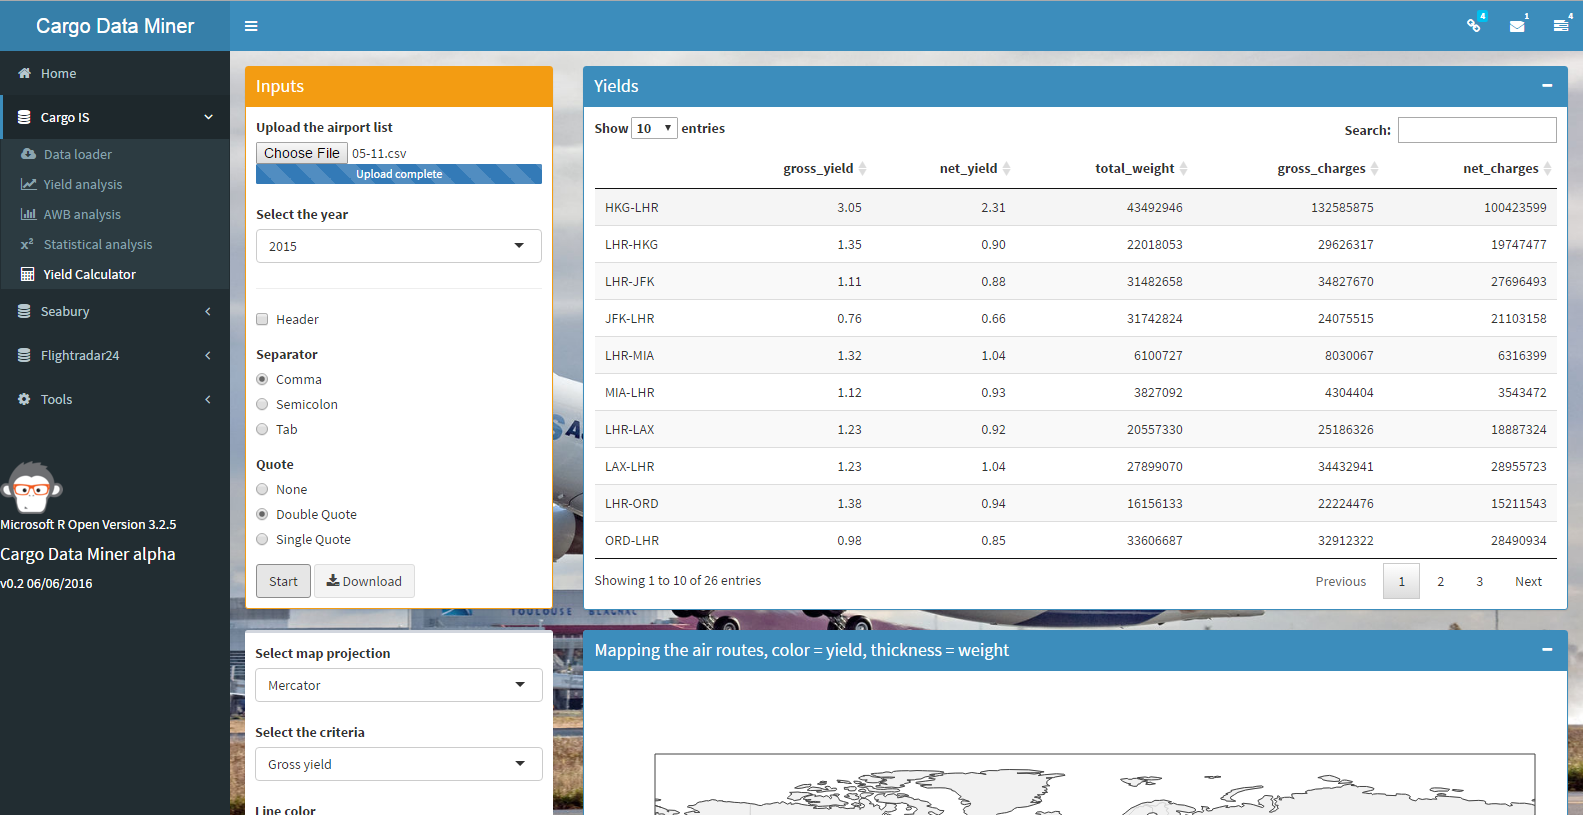 Cargo Data Miner
4
1
4
Home
Cargo IS
Data loader
Yield analysis
AWB analysis
x² Statistical analysis
Yield Calculator
Seabury
Flightradar24
Tools
Microsoft R Open Version 3.2.5
Cargo Data Miner alpha
v0.2 06/06/2016
Inputs
Upload the airport list
Choose File 05-11.csv
Upload complete
Select the year
2015
Header
Separator
Comma
Semicolon
Tab
Quote
None
Double Quote
Single Quote
Start Download
Select map projection
Mercator
Select the criteria
Gross yield
Line color
Yields
Show 10 entries
Search:
gross_yield net_yield total_weight gross_charges net_charges
HKG-LHR 3.05 2.31 43492946 132585875 100423599
LHR-HKG 1.35 0.90 22018053 29626317 19747477
LHR-JFK 1.11 0.88 31482658 34827670 27696493
JFK-LHR 0.76 0.66 31742824 24075515 21103158
LHR-MIA 1.32 1.04 6100727 8030067 6316399
MIA-LHR 1.12 0.93 3827092 4304404 3543472
LHR-LAX 1.23 0.92 20557330 25186326 18887324
LAX-LHR 1.23 1.04 27899070 34432941 28955723
LHR-ORD 1.38 0.94 16156133 22224476 15211543
ORD-LHR 0.98 0.85 33606687 32912322 28490934
Showing 1 to 10 of 26 entries
Previous 1 2 3 Next
TOULOUSE BLAGNAC
Mapping the air routes, color = yield, thickness = weight